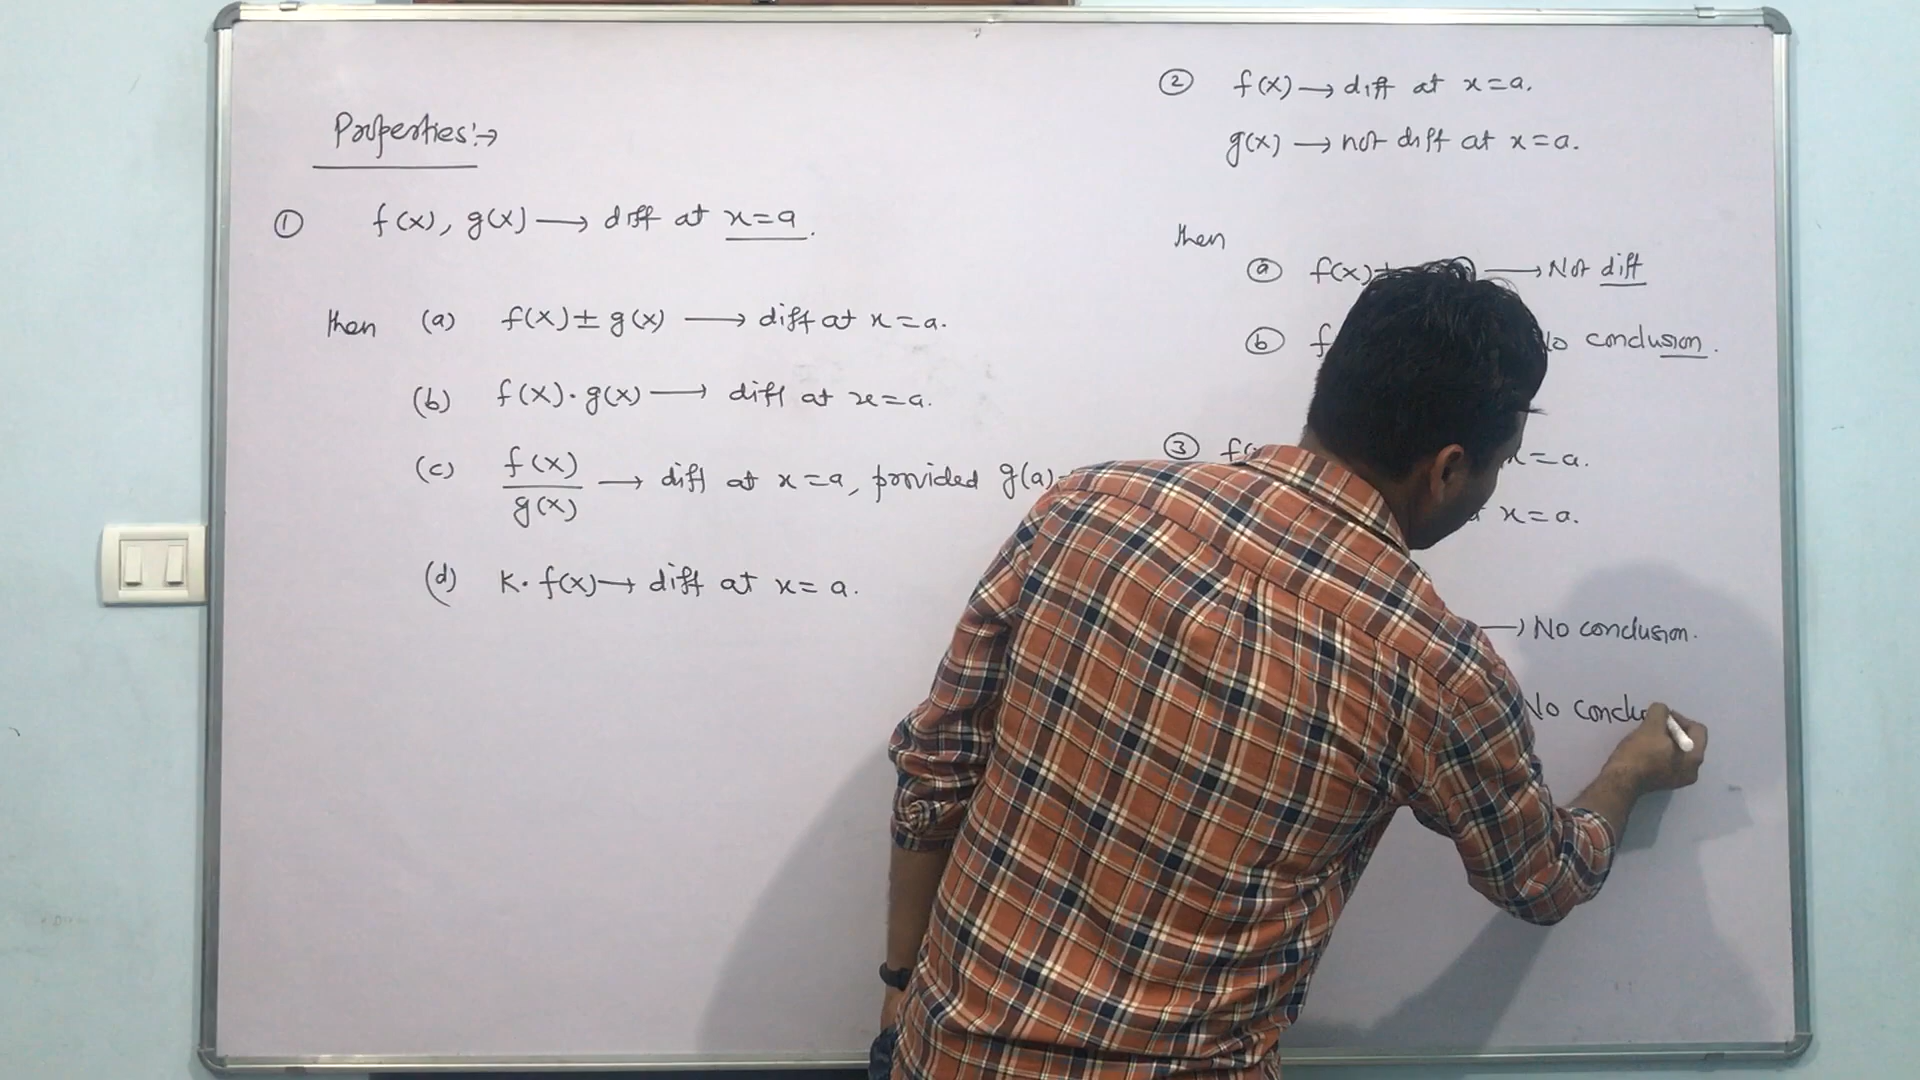 Properties:→
① f(x), g(x) → diff at x=a.
then (a) f(x) ± g(x) → diff at x=a.
(b) f(x)·g(x) → diff at x=a.
(c) f(x)/g(x) → diff at x=a, provided g(a)
(d) K·f(x) → diff at x=a.
② f(x) → diff at x=a.
g(x) → not diff at x=a.
then
ⓐ f(x)± → Not diff
ⓑ f No conclusion.
③ f( x=a.
x=a.
→ No conclusion.
No conclu